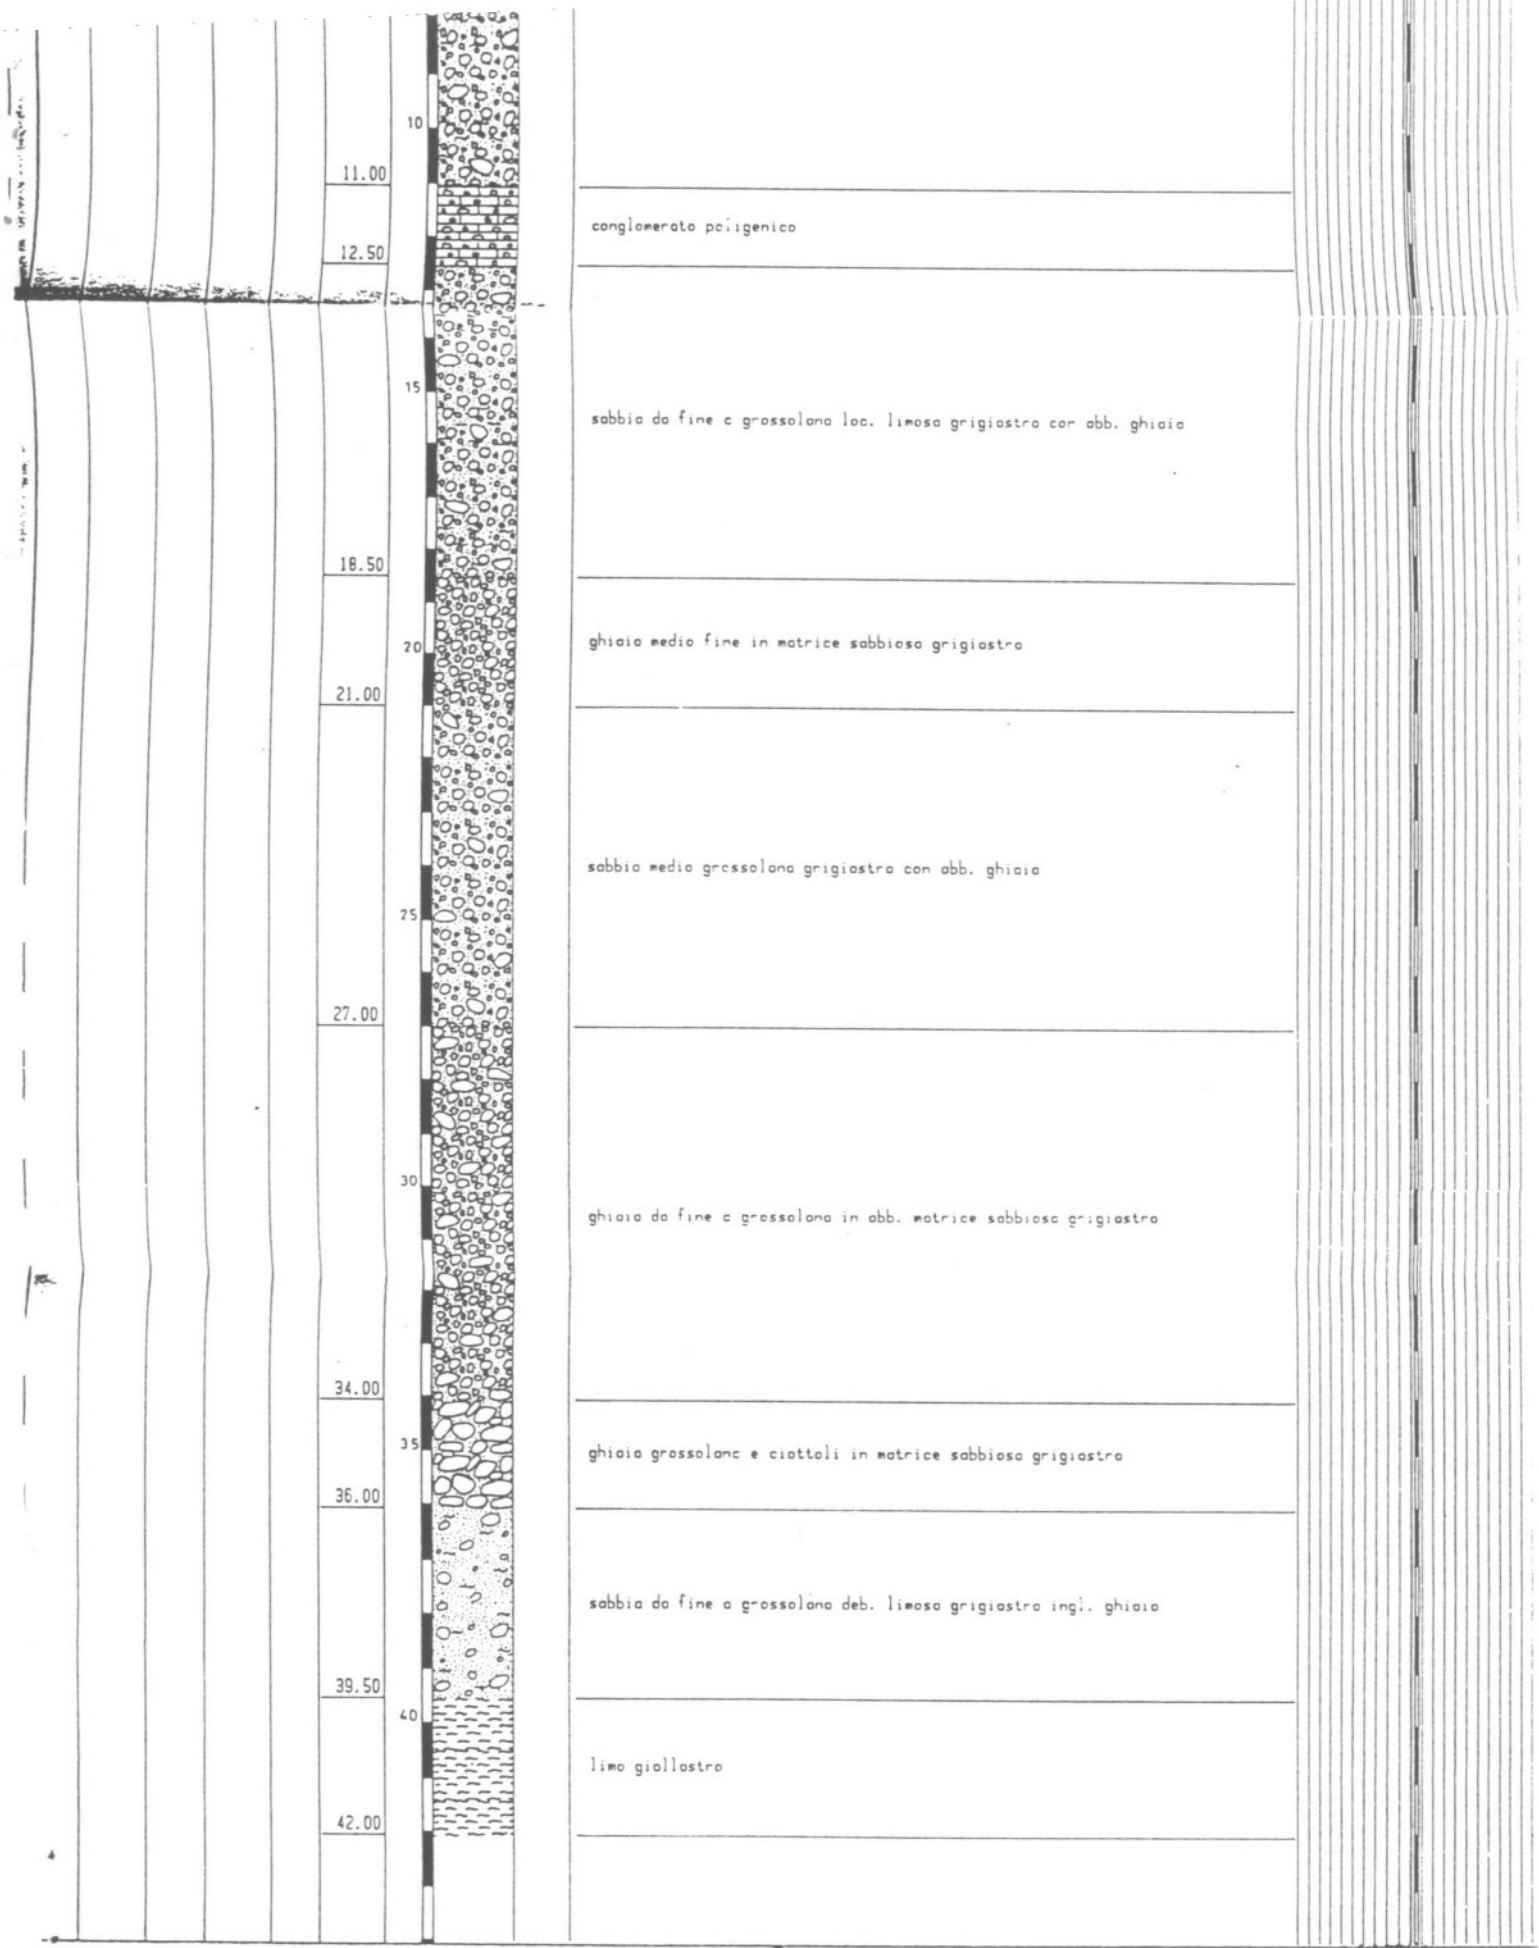 10
11.00
conglomerato poligenico
12.50
15
sabbia da fine a grossolana loc. limosa grigiastra con abb. ghiaia
18.50
ghiaia medio fine in matrice sabbiosa grigiastra
20
21.00
sabbia medio grossolana grigiastra con abb. ghiaia
25
27.00
30
ghiaia da fine a grossolana in abb. matrice sabbiosa grigiastra
34.00
35
ghiaia grossolana e ciottoli in matrice sabbiosa grigiastra
36.00
sabbia da fine a grossolana deb. limosa grigiastra ingl. ghiaia
39.50
40
limo giallastro
42.00